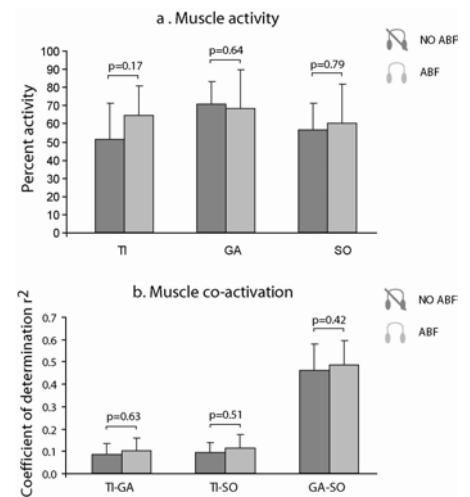 a . Muscle activity
NO ABF
ABF
Percent activity
100
90
80
70
60
50
40
30
20
10
0
p=0.17
p=0.64
p=0.79
TI
GA
SO
b. Muscle co-activation
NO ABF
ABF
Coefficient of determination r²
0.7
0.6
0.5
0.4
0.3
0.2
0.1
0.0
p=0.63
p=0.51
p=0.42
TI-GA
TI-SO
GA-SO